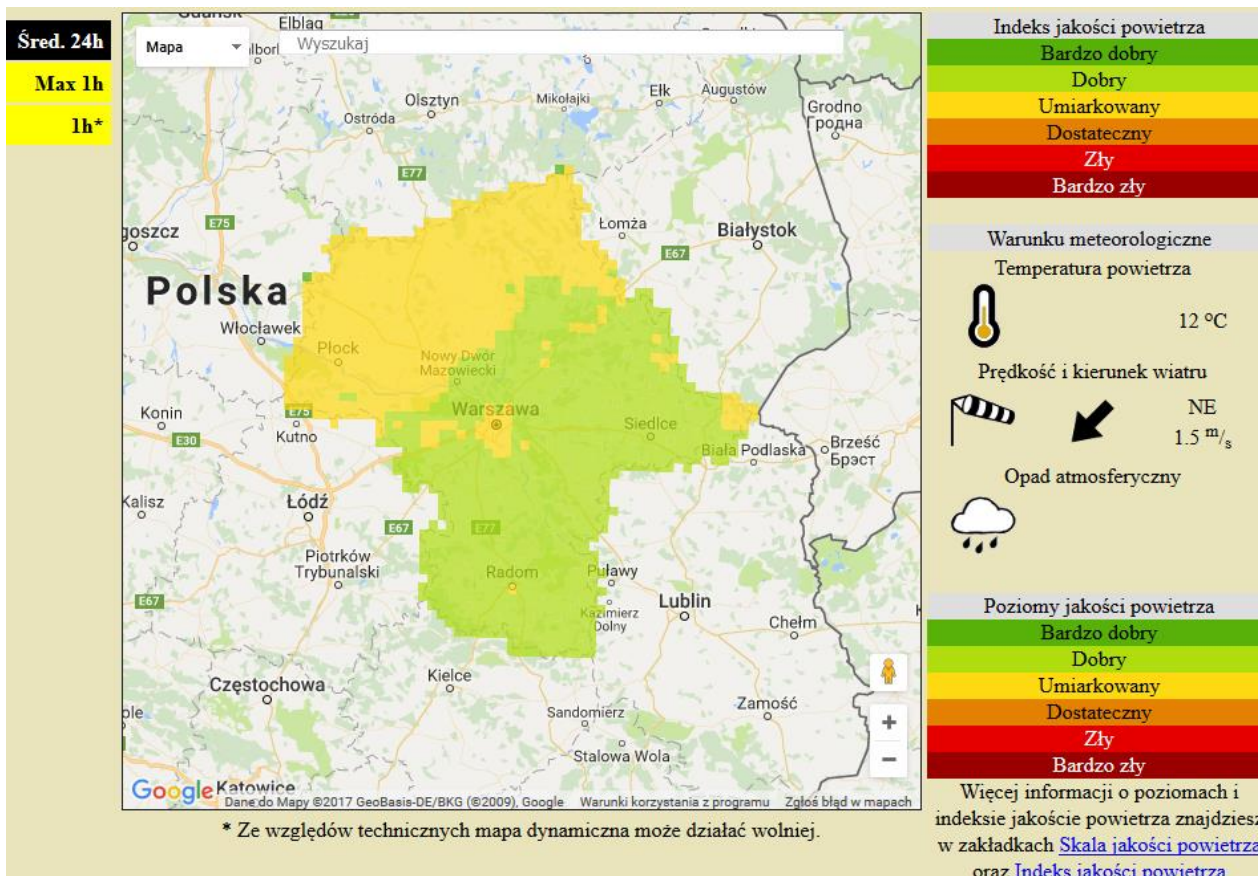 Śred. 24h
Max 1h
1h*
Mapa
Wyszukaj
Elbląg
Olsztyn
Mikołajki
Ełk
Augustów
Ostróda
Grodno
Гродна
E77
E75
Łomża
Białystok
goszcz
E67
Polska
Włocławek
Płock
Nowy Dwór
Mazowiecki
Konin
E75
Warszawa
Kutno
Siedlce
E30
Biała Podlaska
Brześć
Брэст
Kalisz
Łódź
E67
E77
Piotrków
Trybunalski
Radom
Puławy
E67
Kazimierz
Dolny
Lublin
Chełm
Kielce
Częstochowa
Zamość
Sandomierz
Stalowa Wola
+
−
Google
Katowice
Dane do Mapy ©2017 GeoBasis-DE/BKG (©2009), Google
Warunki korzystania z programu
Zgłoś błąd w mapach
* Ze względów technicznych mapa dynamiczna może działać wolniej.
Indeks jakości powietrza
Bardzo dobry
Dobry
Umiarkowany
Dostateczny
Zły
Bardzo zły
Warunku meteorologiczne
Temperatura powietrza
12 °C
Prędkość i kierunek wiatru
NE
1.5 m/s
Opad atmosferyczny
Poziomy jakości powietrza
Bardzo dobry
Dobry
Umiarkowany
Dostateczny
Zły
Bardzo zły
Więcej informacji o poziomach i
indeksie jakoście powietrza znajdziesz
w zakładkach Skala jakości powietrza
oraz Indeks jakości powietrza